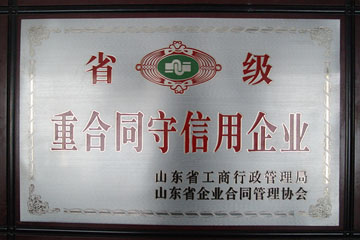 省 级
重合同守信用企业
山东省工商行政管理局
山东省企业合同管理协会